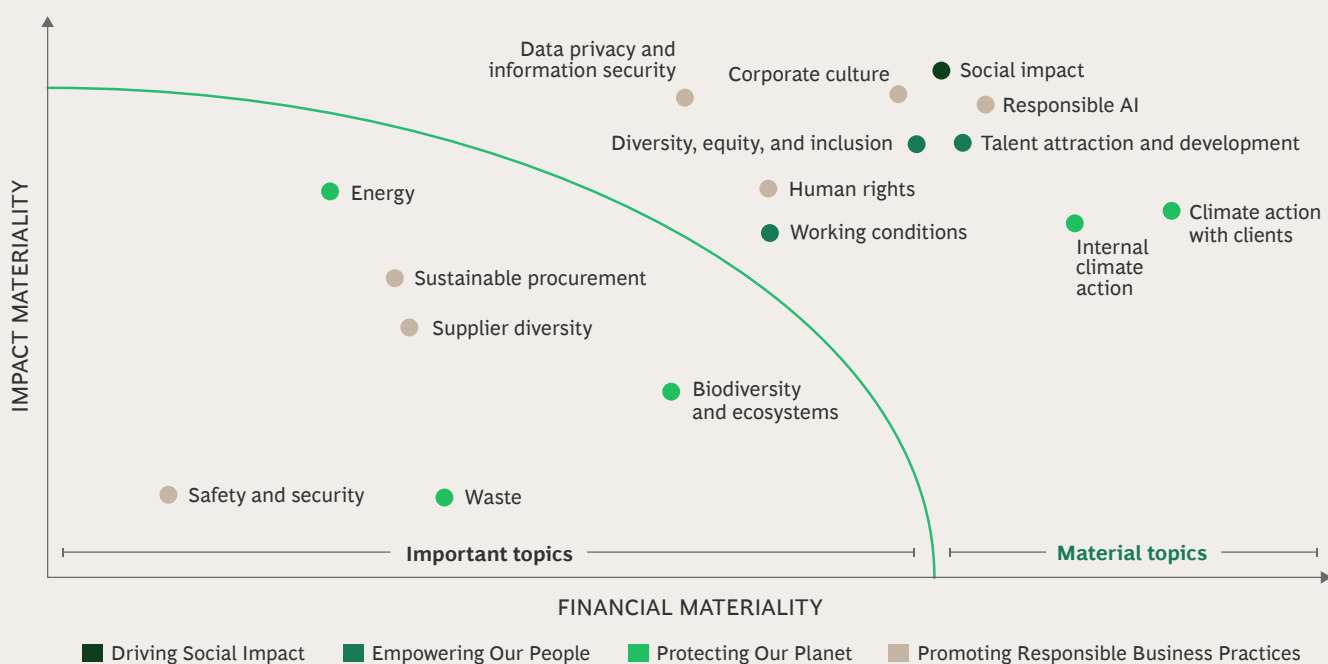 Data privacy and
information security
Corporate culture
Social impact
Responsible AI
Diversity, equity, and inclusion
Talent attraction and development
Energy
Human rights
Climate action
with clients
Working conditions
Internal
climate
action
Sustainable procurement
Supplier diversity
Biodiversity
and ecosystems
Safety and security
Waste
Important topics
Material topics
IMPACT MATERIALITY
FINANCIAL MATERIALITY
Driving Social Impact
Empowering Our People
Protecting Our Planet
Promoting Responsible Business Practices